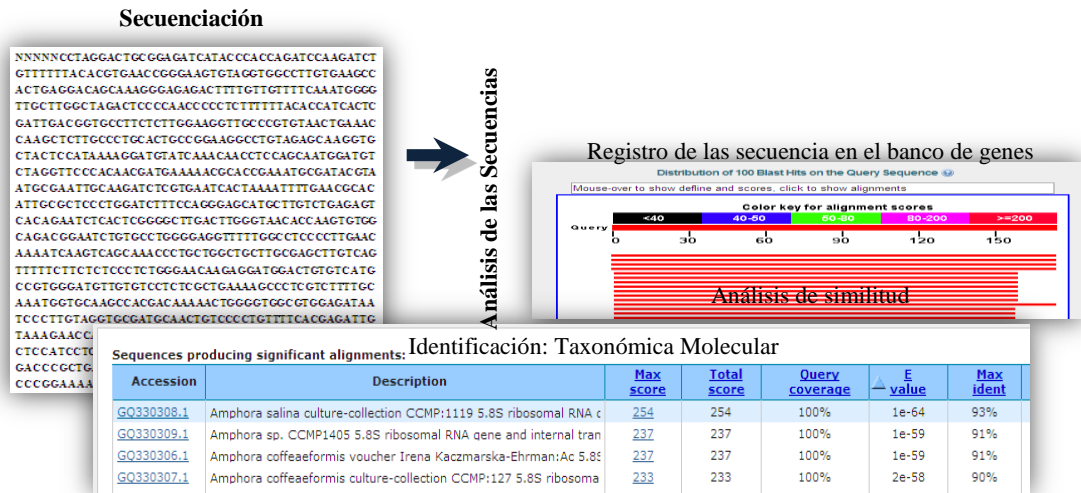 Secuenciación
NNNNNCCTAGGACTGCGGAGATCATACCCACCAGATCCAAGATCT
GTTTTTTACACGTGAACCGGGAAGTGTAGGTGGCCTTGTGAAGCC
ACTGAGGACAGCAAAGGGAGAGACTTTTGTTGTTTTCAAATGGGG
TTGCTTGGCTAGACTCCCCAACCCCCTCTTTTTTACACCATCACTC
GATTGACGGTGCCTTCTCTTGGAAGGTTGCCCGTGTAACTGAAAC
CAAGCTCTTGCCCTGCACTGCCGGAAGGCCTGTAGAGCAAGGTG
CTACTCCATAAAAGGATGTATCAAACAACCTCCAGCAATGGATGT
CTAGGTTCCCACAACGATGAAAAACGCACCGAAATGCGATACGTA
ATGCGAATTGCAAGATCTCGTGAATCACTAAAATTTTGAACGCAC
ATTGCGCTCCCTGGATCTTTCCAGGGAGCATGCTTGTCTGAGAGT
CACAGAATCTCACTCGGGGCTTGACTTGGGTAACACCAAGTGTGG
CAGACGGAATCTGTGCCTGGGGAGGTTTTTGGCCTCCCCTTGAAC
AAAATCAAGTCAGCAAACCCTGCTGGCTGCTTGCGAGCTTGTCAG
TTTTTCTTCTCTCCCTCTGGGAACAAGAGGATGGACTGTGTCATG
CCGTGGGATGTTGTGTCCTCTCGCTGAAAAGCCCTCGTCTTTTGC
AAATGGTGCAAGCCACGACAAAAACTGGGGTGGCGTGGAGATAA
TCCCTTGTAGGTGCGATGCAACTGTCCCCTGTTTTCACGAGATTG
TAAAGAACC
CTCCATCCT
GACCCGCTG
CCCGGAAAA
Análisis de las Secuencias
Registro de las secuencia en el banco de genes
Distribution of 100 Blast Hits on the Query Sequence
Mouse-over to show defline and scores, click to show alignments
Color key for alignment scores
<40 40-50 50-80 80-200 >=200
Query
0 30 60 90 120 150
Análisis de similitud
Identificación: Taxonómica Molecular
Sequences producing significant alignments:
Accession Description Max score Total score Query coverage E value Max ident
GQ330308.1 Amphora salina culture-collection CCMP:1119 5.8S ribosomal RNA 254 254 100% 1e-64 93%
GQ330309.1 Amphora sp. CCMP1405 5.8S ribosomal RNA gene and internal tran 237 237 100% 1e-59 91%
GQ330306.1 Amphora coffeaeformis voucher Irena Kaczmarska-Ehrman:Ac 5.8S 237 237 100% 1e-59 91%
GQ330307.1 Amphora coffeaeformis culture-collection CCMP:127 5.8S ribosoma 233 233 100% 2e-58 90%